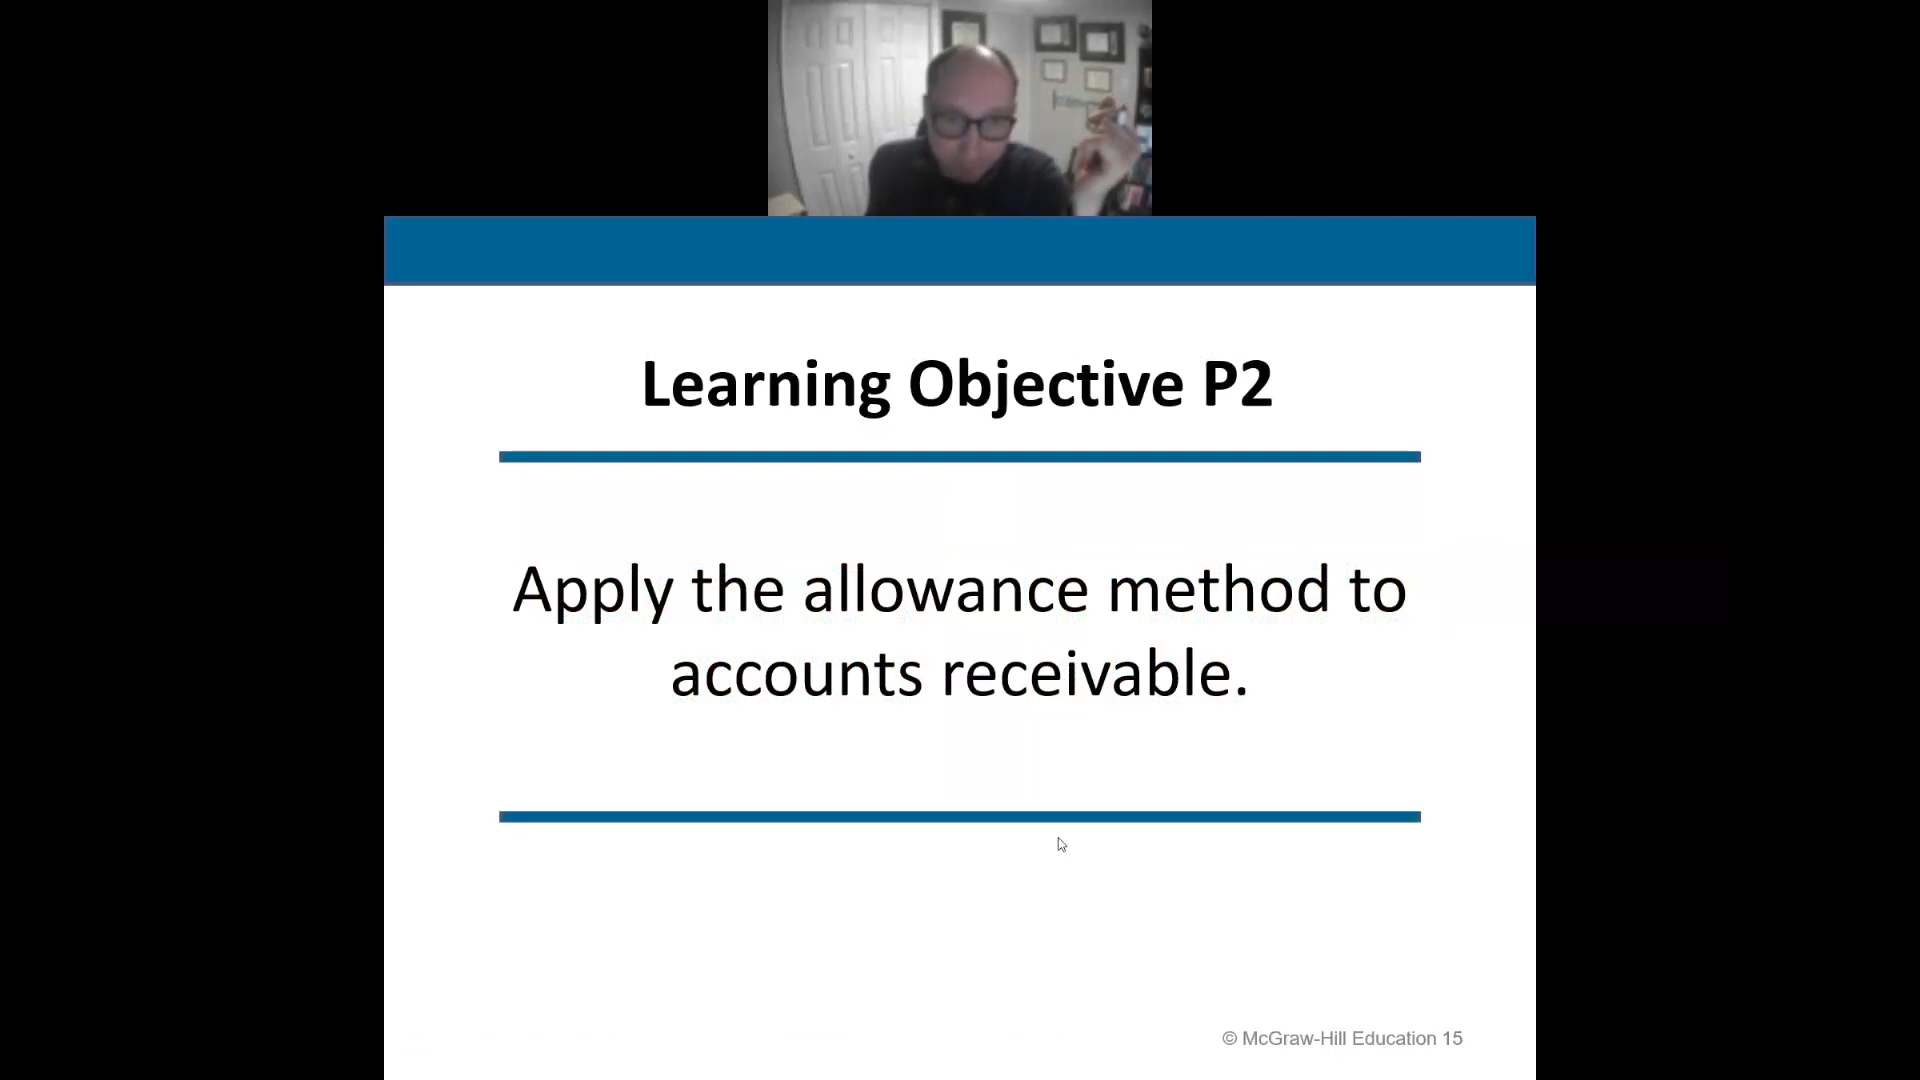 Learning Objective P2
Apply the allowance method to
accounts receivable.
© McGraw-Hill Education 15